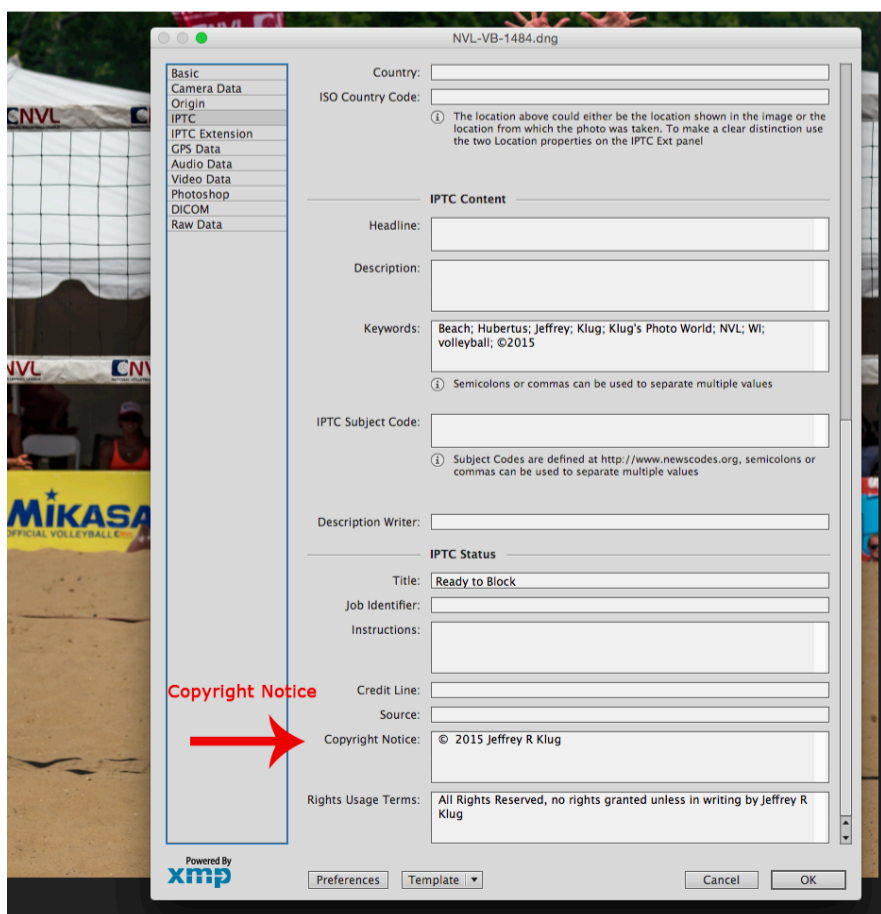 NVL
NVL-VB-1484.dng
Basic
Camera Data
Origin
IPTC
IPTC Extension
GPS Data
Audio Data
Video Data
Photoshop
DICOM
Raw Data
Country:
ISO Country Code:
The location above could either be the location shown in the image or the
location from which the photo was taken. To make a clear distinction use
the two Location properties on the IPTC Ext panel
IPTC Content
Headline:
Description:
Keywords: Beach; Hubertus; Jeffrey; Klug; Klug's Photo World; NVL; WI;
volleyball; ©2015
Semicolons or commas can be used to separate multiple values
IPTC Subject Code:
Subject Codes are defined at http://www.newscodes.org, semicolons or
commas can be used to separate multiple values
Description Writer:
IPTC Status
Title: Ready to Block
Job Identifier:
Instructions:
Credit Line:
Source:
Copyright Notice: © 2015 Jeffrey R Klug
Rights Usage Terms: All Rights Reserved, no rights granted unless in writing by Jeffrey R
Klug
Copyright Notice
MIKASA
OFFICIAL VOLLEYBALL
Powered By
xmp
Preferences
Template
Cancel
OK